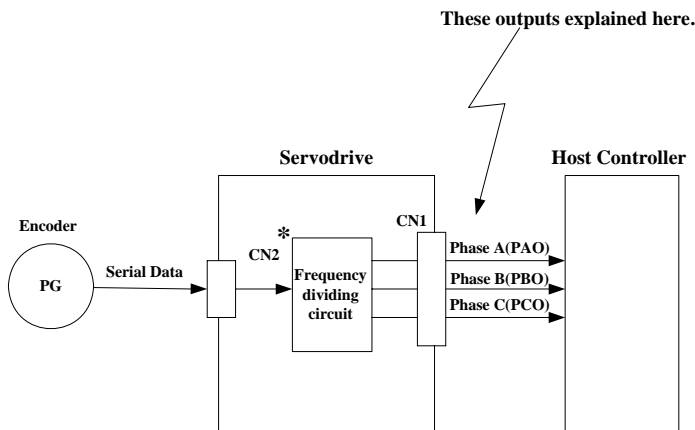 These outputs explained here.
Servodrive
Host Controller
Encoder
PG
Serial Data
CN2
*
Frequency
dividing
circuit
CN1
Phase A(PAO)
Phase B(PBO)
Phase C(PCO)